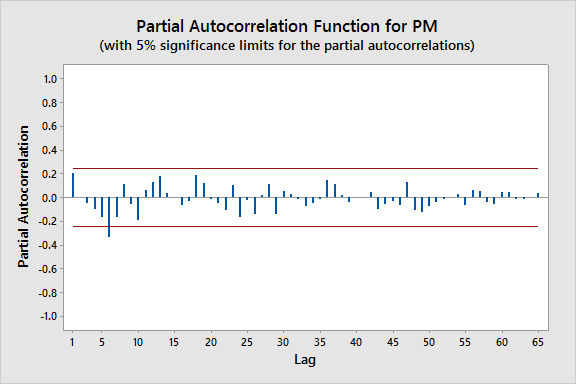 Partial Autocorrelation Function for PM
(with 5% significance limits for the partial autocorrelations)
1.0
0.8
0.6
0.4
0.2
0.0
-0.2
-0.4
-0.6
-0.8
-1.0
Partial Autocorrelation
1 5 10 15 20 25 30 35 40 45 50 55 60 65
Lag